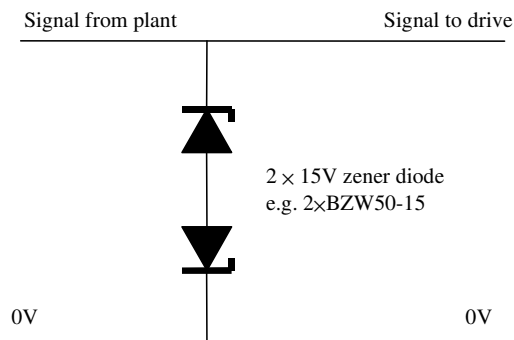 Signal from plant
Signal to drive
2 × 15V zener diode
e.g. 2×BZW50-15
0V
0V